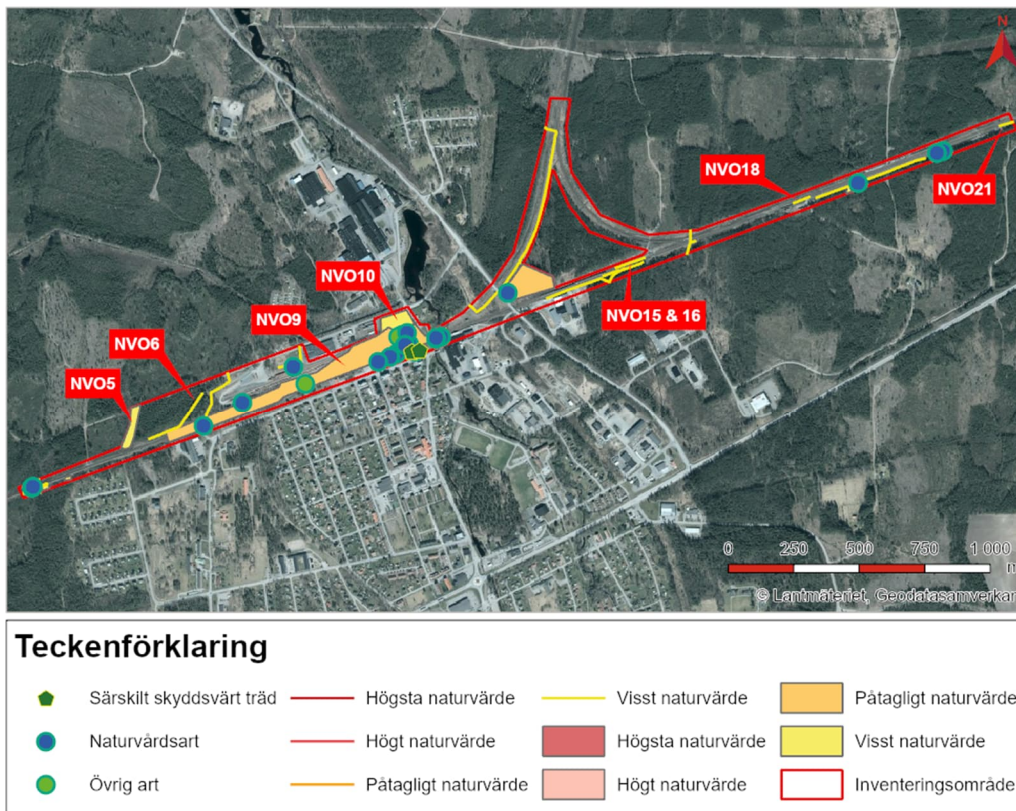 N
NVO18
NVO21
NVO10
NVO9
NVO15 & 16
NVO6
NVO5
0 250 500 750 1 000
m
© Lantmäteriet, Geodatasamverkan
Teckenförklaring
Särskilt skyddsvärt träd Högsta naturvärde Visst naturvärde Påtagligt naturvärde
Naturvårdsart Högt naturvärde Högsta naturvärde Visst naturvärde
Övrig art Påtagligt naturvärde Högt naturvärde Inventeringsområde